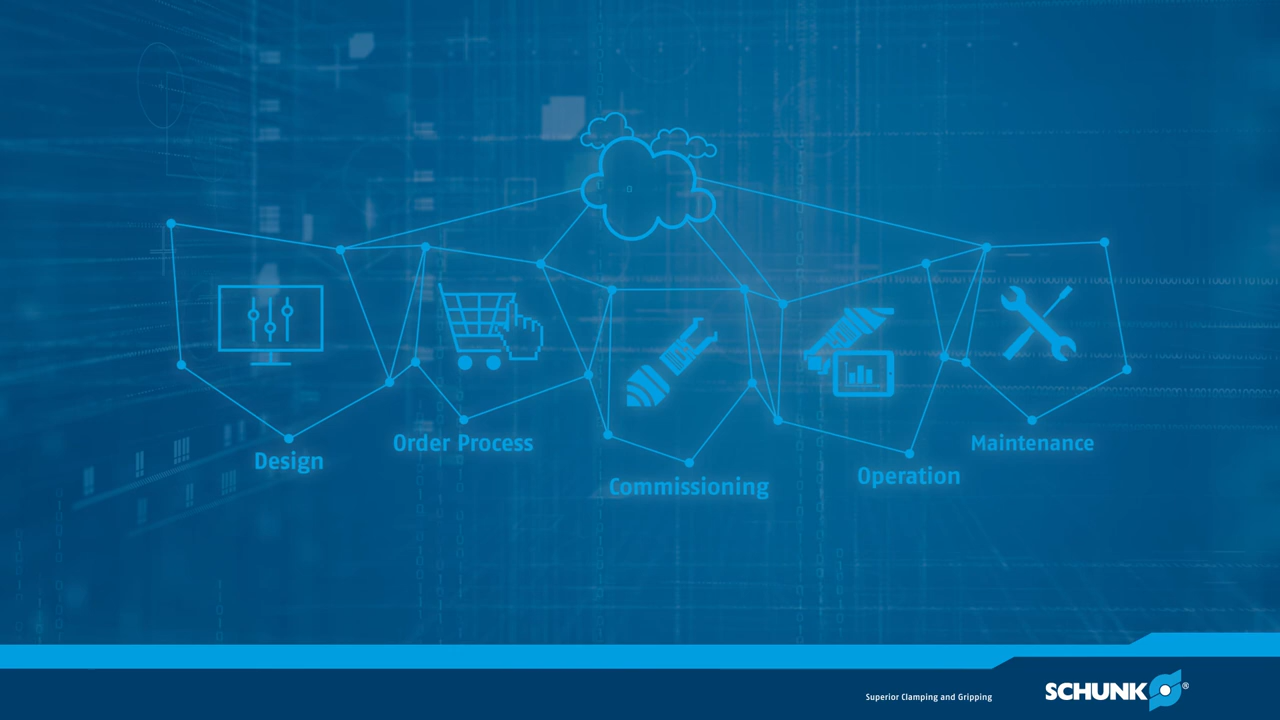 Design
Order Process
Commissioning
Operation
Maintenance
Superior Clamping and Gripping
SCHUNK®